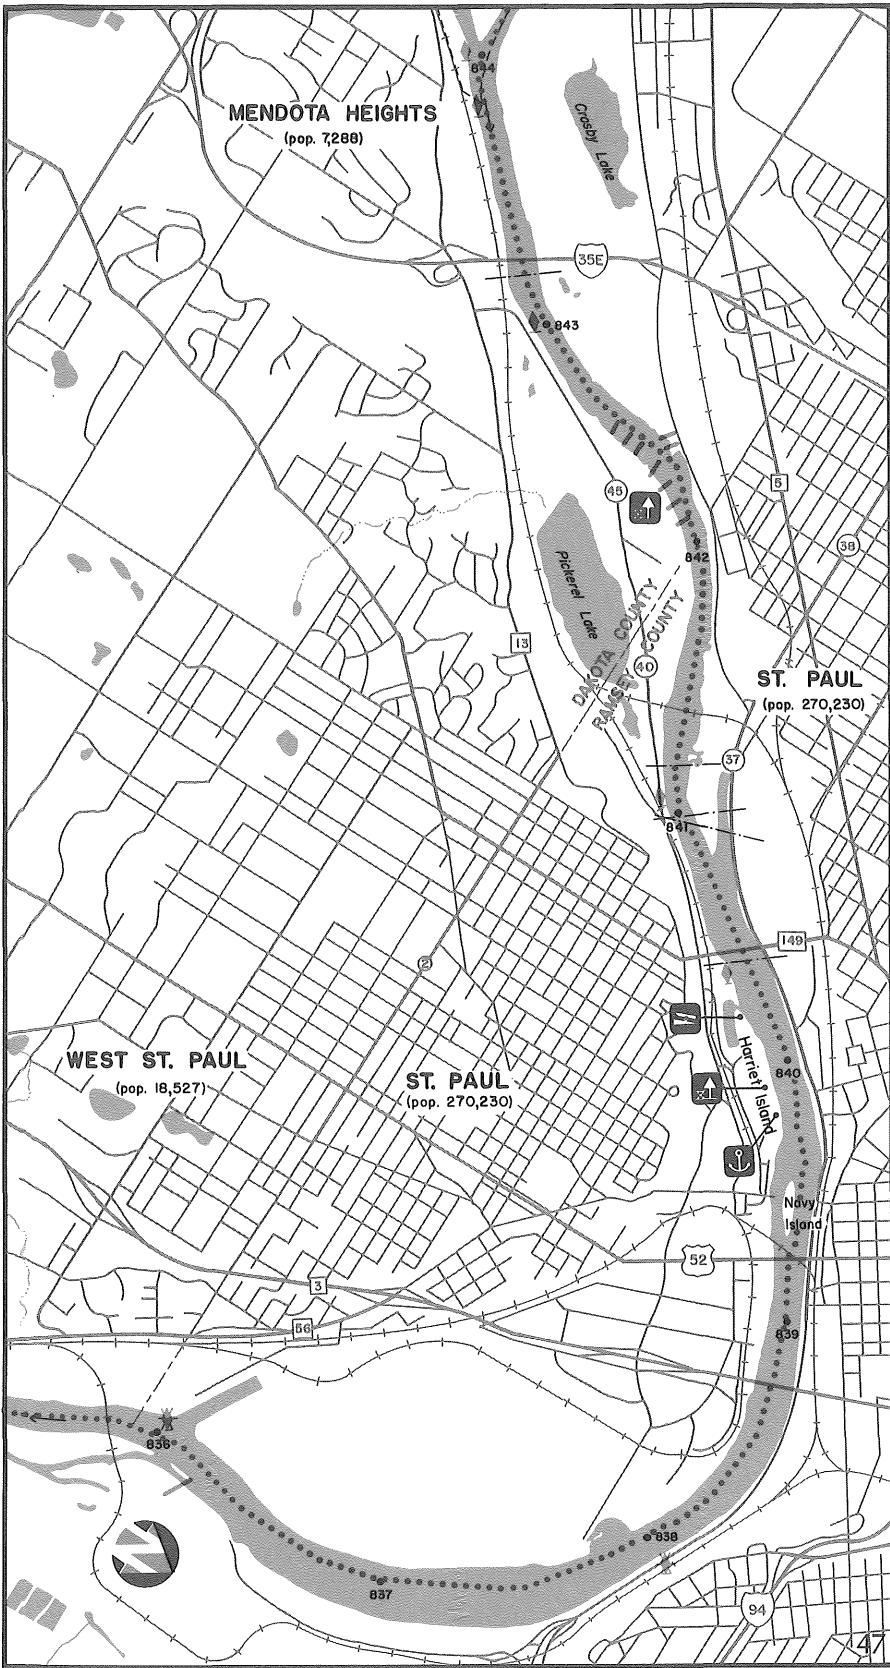 844
MENDOTA HEIGHTS
(pop. 7,288)
Crosby Lake
35E
843
45
5
38
842
Pickerel Lake
13
DAKOTA COUNTY
RAMSEY COUNTY
40
ST. PAUL
(pop. 270,230)
37
841
149
2
WEST ST. PAUL
(pop. 18,527)
ST. PAUL
(pop. 270,230)
Harriet Island
840
Navy
Island
52
3
56
839
836
N
838
837
94
47